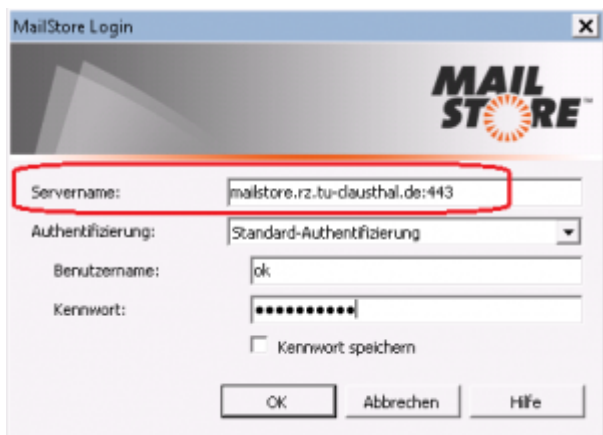 MailStore Login
MAIL
STORE™
Servername: mailstore.rz.tu-clausthal.de:443
Authentifizierung: Standard-Authentifizierung
Benutzername: ok
Kennwort: ●●●●●●●●●●
Kennwort speichern
OK Abbrechen Hilfe